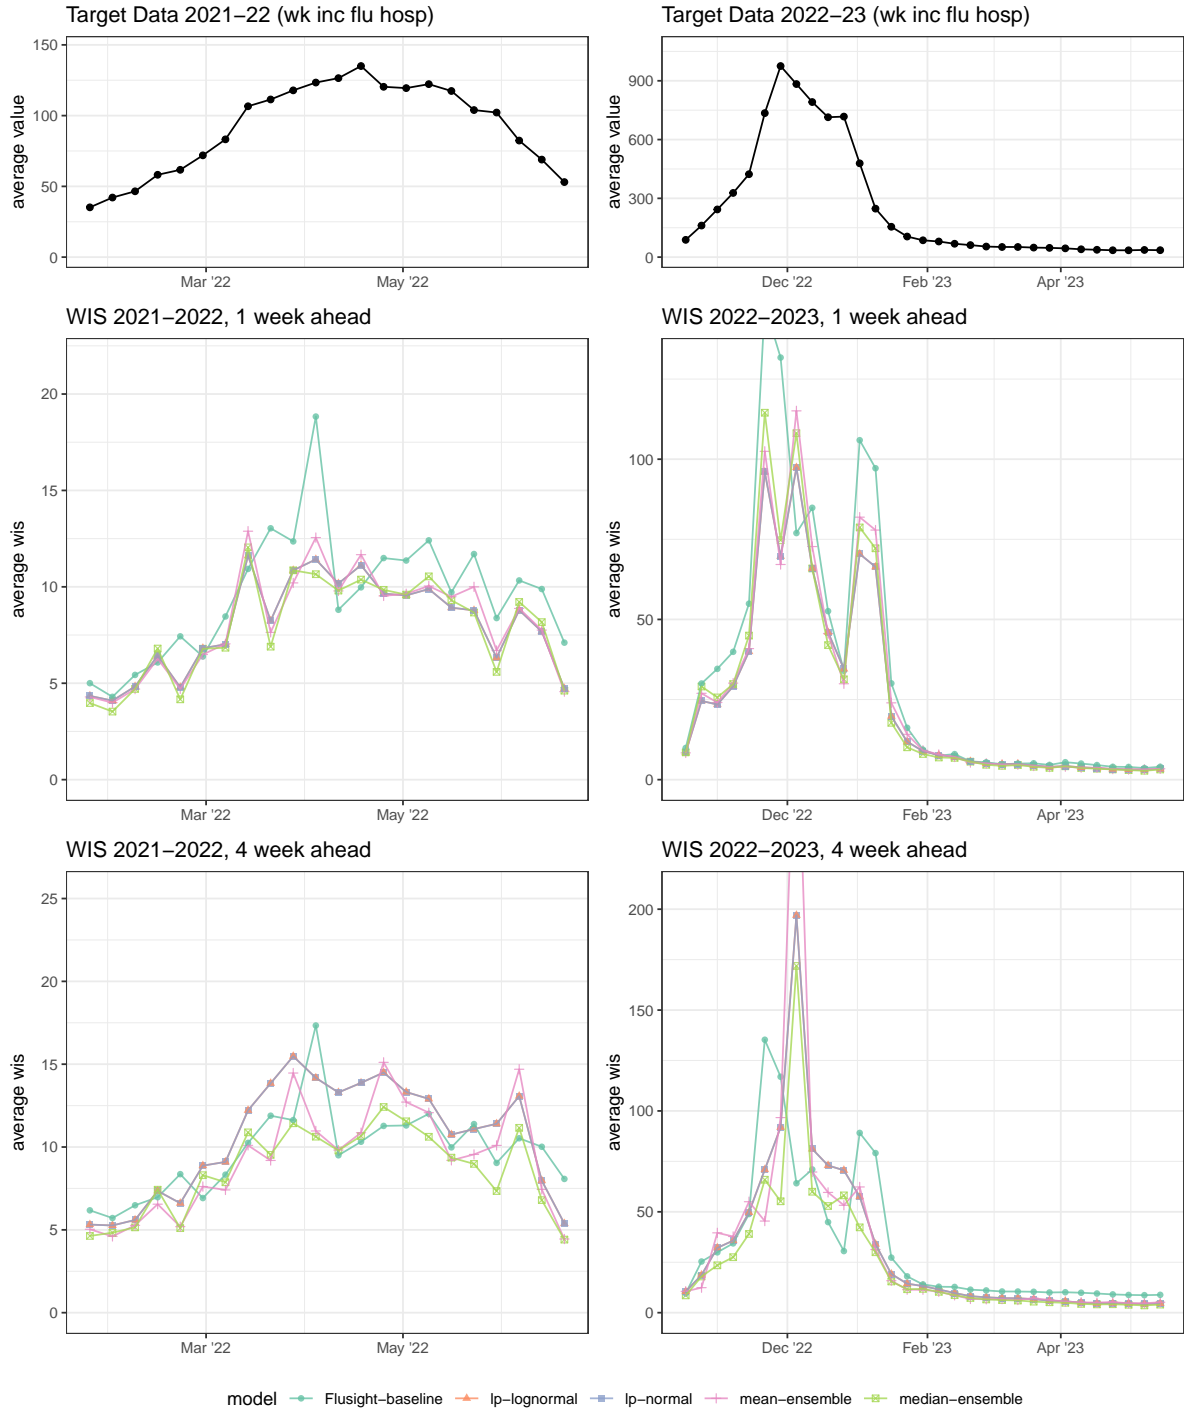 Target Data 2021−22 (wk inc flu hosp)
150
100
50
0
average value
Mar '22
May '22
Target Data 2022−23 (wk inc flu hosp)
900
600
300
0
average value
Dec '22
Feb '23
Apr '23
WIS 2021−2022, 1 week ahead
20
15
10
5
0
average wis
Mar '22
May '22
WIS 2022−2023, 1 week ahead
100
50
0
average wis
Dec '22
Feb '23
Apr '23
WIS 2021−2022, 4 week ahead
25
20
15
10
5
0
average wis
Mar '22
May '22
WIS 2022−2023, 4 week ahead
200
150
100
50
0
average wis
Dec '22
Feb '23
Apr '23
model Flusight−baseline lp−lognormal lp−normal mean−ensemble median−ensemble